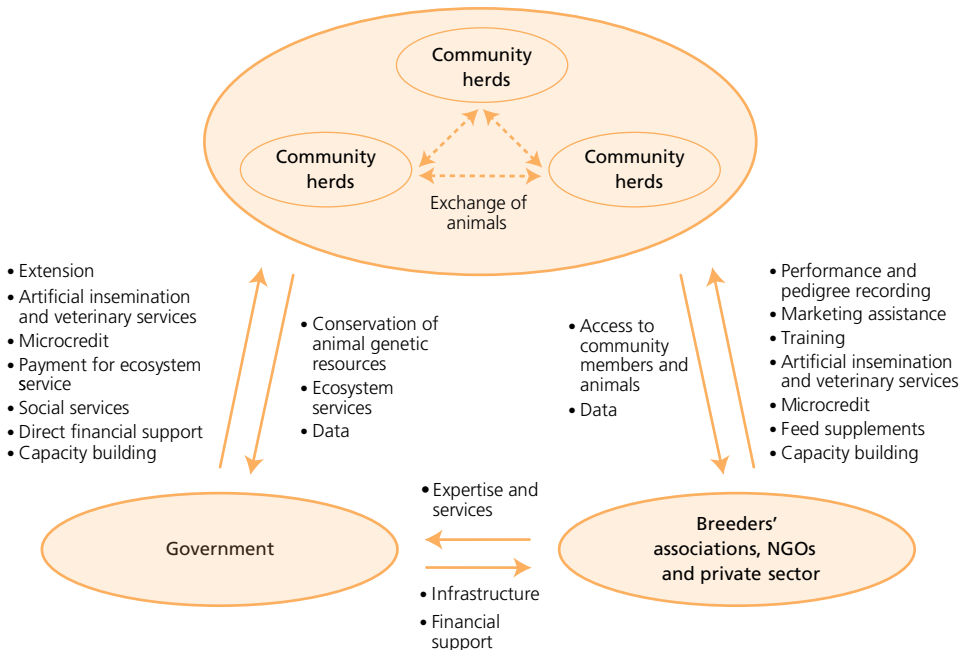 Community
herds
Community
herds
Community
herds
Exchange of
animals
• Extension
• Artificial insemination
and veterinary services
• Microcredit
• Payment for ecosystem
service
• Social services
• Direct financial support
• Capacity building
• Conservation of
animal genetic
resources
• Ecosystem
services
• Data
• Access to
community
members and
animals
• Data
• Performance and
pedigree recording
• Marketing assistance
• Training
• Artificial insemination
and veterinary services
• Microcredit
• Feed supplements
• Capacity building
Government
• Expertise and
services
• Infrastructure
• Financial
support
Breeders’
associations, NGOs
and private sector